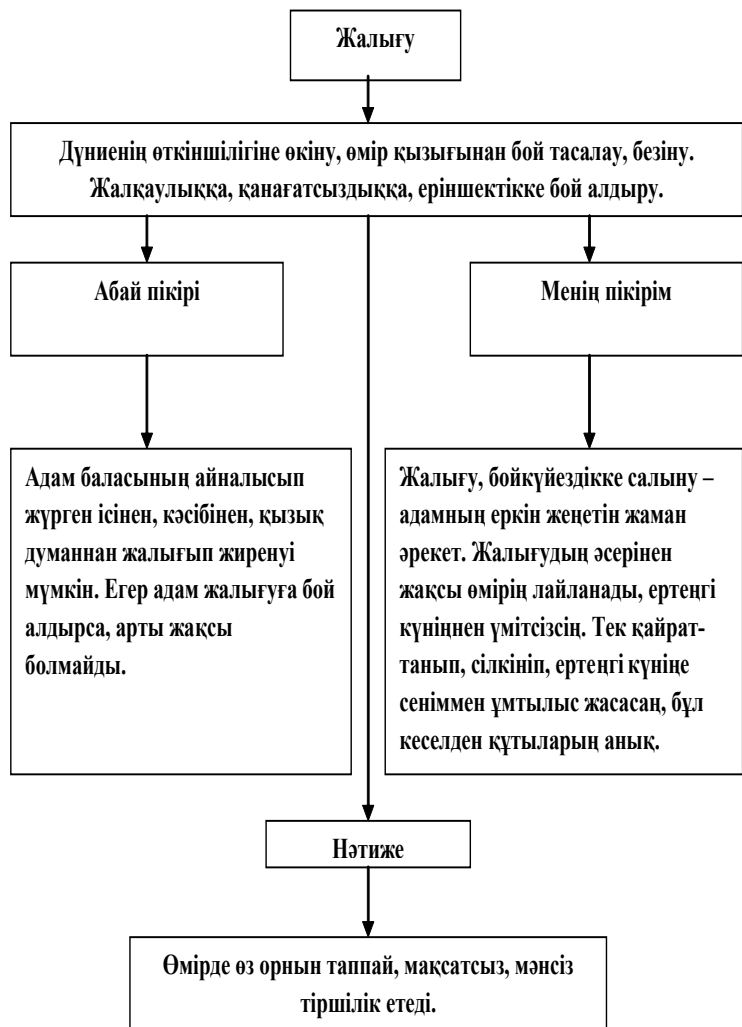 Жалығу
Дүниенің өткіншілігіне өкіну, өмір қызығынан бой тасалау, безіну.
Жалқаулыққа, қанағатсыздыққа, еріншектікке бой алдыру.
Абай пікірі
Менің пікірім
Адам баласының айналысып
жүрген ісінен, кәсібінен, қызық
думаннан жалығып жиренуі
мүмкін. Егер адам жалығуға бой
алдырса, арты жақсы
болмайды.
Жалығу, бойкүйездікке салыну –
адамның еркін жеңетін жаман
әрекет. Жалығудың әсерінен
жақсы өмірің лайланады, ертеңгі
күніңнен үмітсізсің. Тек қайрат-
танып, сілкініп, ертеңгі күніңе
сеніммен ұмтылыс жасасаң, бұл
кеселден құтыларың анық.
Нәтиже
Өмірде өз орнын таппай, мақсатсыз, мәнсіз
тіршілік етеді.